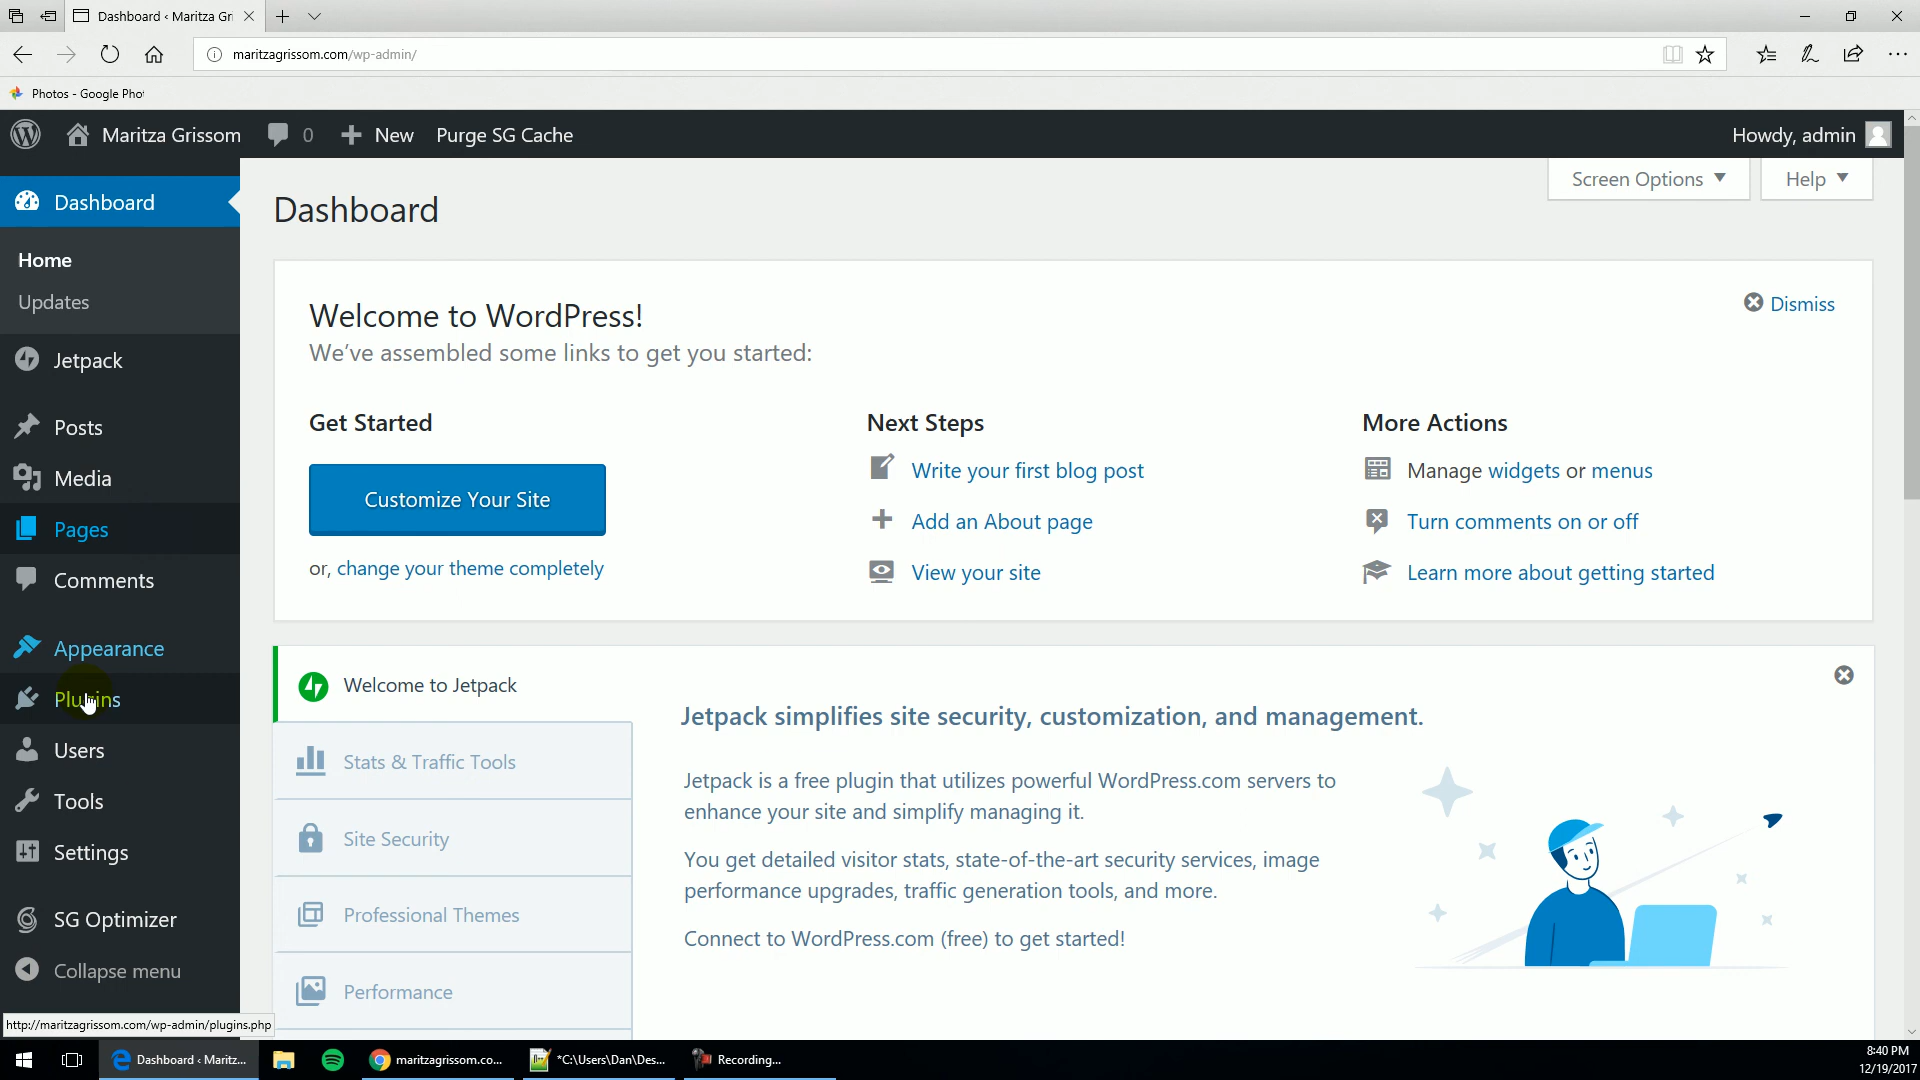 Dashboard ‹ Maritza Gri
maritzagrissom.com/wp-admin/
Photos - Google Phot
Maritza Grissom
0
New
Purge SG Cache
Howdy, admin
Dashboard
Home
Updates
Jetpack
Posts
Media
Pages
Comments
Appearance
Plugins
Users
Tools
Settings
SG Optimizer
Collapse menu
http://maritzagrissom.com/wp-admin/plugins.php
Screen Options
Help
Dashboard
Welcome to WordPress!
We've assembled some links to get you started:
Dismiss
Get Started
Customize Your Site
or, change your theme completely
Next Steps
Write your first blog post
Add an About page
View your site
More Actions
Manage widgets or menus
Turn comments on or off
Learn more about getting started
Welcome to Jetpack
Stats & Traffic Tools
Site Security
Professional Themes
Performance
Jetpack simplifies site security, customization, and management.
Jetpack is a free plugin that utilizes powerful WordPress.com servers to
enhance your site and simplify managing it.
You get detailed visitor stats, state-of-the-art security services, image
performance upgrades, traffic generation tools, and more.
Connect to WordPress.com (free) to get started!
Dashboard ‹ Maritz...
maritzagrissom.co...
*C:\Users\Dan\Des...
Recording...
8:40 PM
12/19/2017